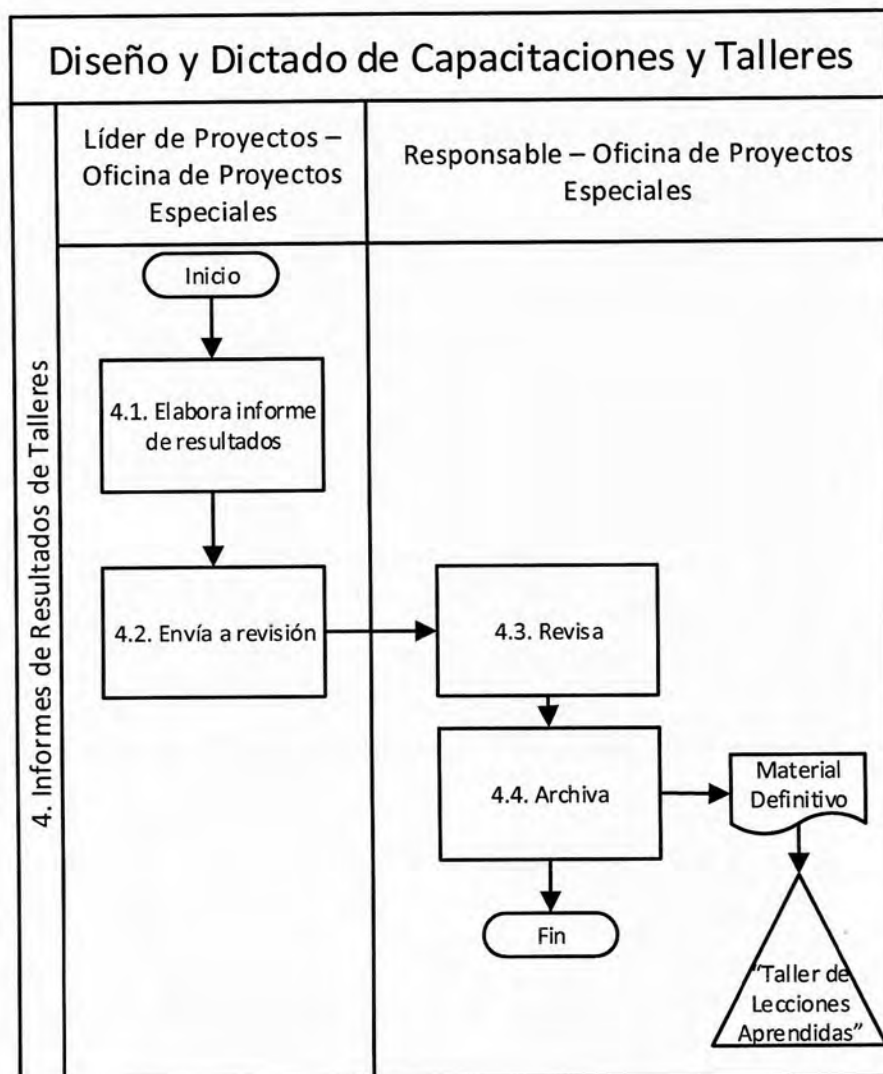 Diseño y Dictado de Capacitaciones y Talleres
Líder de Proyectos –
Oficina de Proyectos
Especiales
Responsable – Oficina de Proyectos
Especiales
4. Informes de Resultados de Talleres
Inicio
4.1. Elabora informe
de resultados
4.2. Envía a revisión
4.3. Revisa
4.4. Archiva
Material
Definitivo
Fin
"Taller de
Lecciones
Aprendidas"